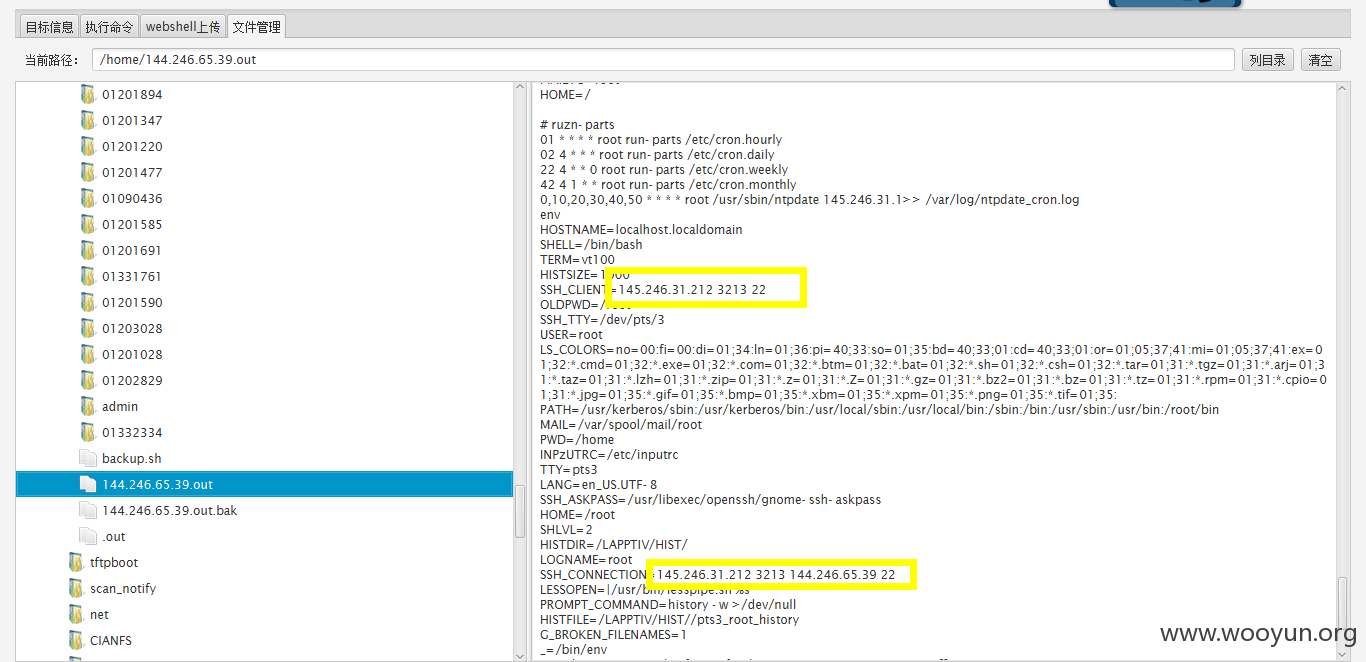 目标信息 执行命令 webshell上传 文件管理
当前路径: /home/144.246.65.39.out 列目录 清空
01201894
01201347
01201220
01201477
01090436
01201585
01201691
01331761
01201590
01203028
01201028
01202829
admin
01332334
backup.sh
144.246.65.39.out
144.246.65.39.out.bak
.out
tftpboot
scan_notify
net
CIANFS
HOME=/
# ruzn- parts
01 * * * * root run- parts /etc/cron.hourly
02 4 * * * root run- parts /etc/cron.daily
22 4 * * 0 root run- parts /etc/cron.weekly
42 4 1 * * root run- parts /etc/cron.monthly
0,10,20,30,40,50 * * * * root /usr/sbin/ntpdate 145.246.31.1>> /var/log/ntpdate_cron.log
env
HOSTNAME=localhost.localdomain
SHELL=/bin/bash
TERM=vt100
HISTSIZE=1000
SSH_CLIENT=145.246.31.212 3213 22
OLDPWD=/
SSH_TTY=/dev/pts/3
USER=root
LS_COLORS=no=00:fi=00:di=01;34:ln=01;36:pi=40;33:so=01;35:bd=40;33;01:cd=40;33;01:or=01;05;37;41:mi=01;05;37;41:ex=0
1;32:*.cmd=01;32:*.exe=01;32:*.com=01;32:*.btm=01;32:*.bat=01;32:*.sh=01;32:*.csh=01;32:*.tar=01;31:*.tgz=01;31:*.arj=01;3
1:*.taz=01;31:*.lzh=01;31:*.zip=01;31:*.z=01;31:*.Z=01;31:*.gz=01;31:*.bz2=01;31:*.bz=01;31:*.tz=01;31:*.rpm=01;31:*.cpio=0
1;31:*.jpg=01;35:*.gif=01;35:*.bmp=01;35:*.xbm=01;35:*.xpm=01;35:*.png=01;35:*.tif=01;35:
PATH=/usr/kerberos/sbin:/usr/kerberos/bin:/usr/local/sbin:/usr/local/bin:/sbin:/bin:/usr/sbin:/usr/bin:/root/bin
MAIL=/var/spool/mail/root
PWD=/home
INPzUTRC=/etc/inputrc
TTY=pts3
LANG=en_US.UTF- 8
SSH_ASKPASS=/usr/libexec/openssh/gnome- ssh- askpass
HOME=/root
SHLVL=2
HISTDIR=/LAPPTIV/HIST/
LOGNAME=root
SSH_CONNECTION=145.246.31.212 3213 144.246.65.39 22
LESSOPEN=|/usr/bin/lesspipe.sh %s
PROMPT_COMMAND=history - w >/dev/null
HISTFILE=/LAPPTIV/HIST//pts3_root_history
G_BROKEN_FILENAMES=1
_=/bin/env
www.wooyun.org